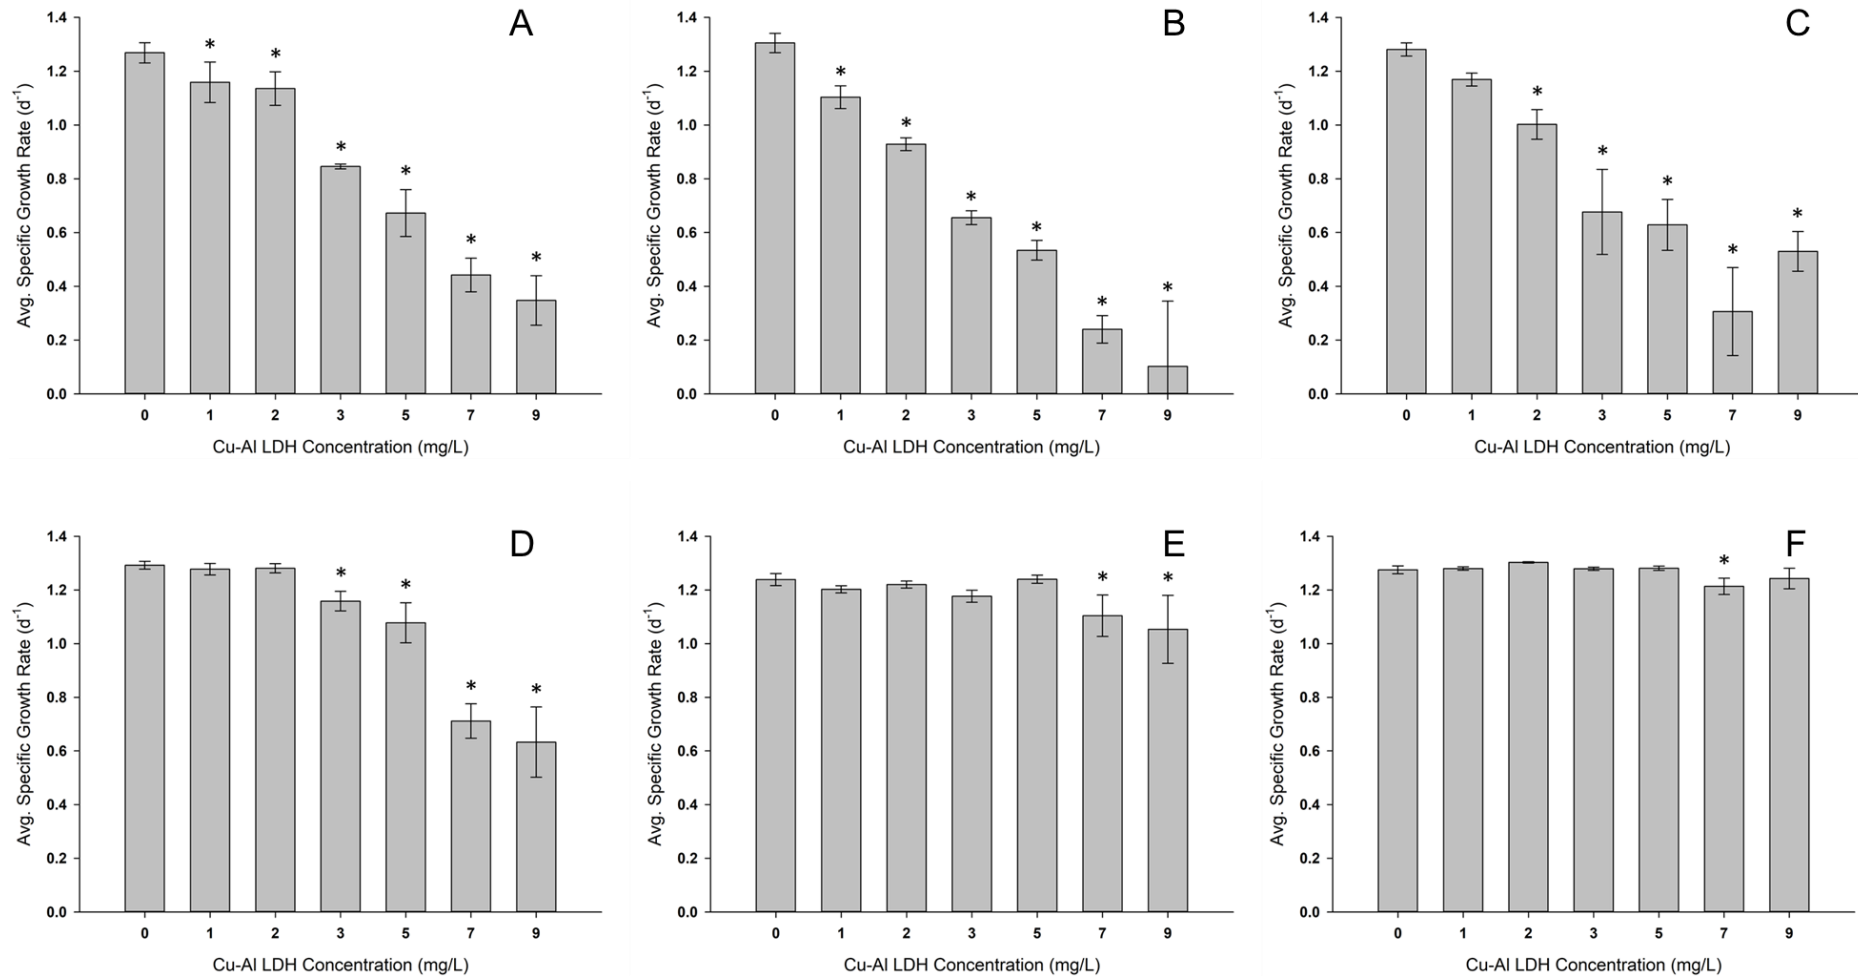 A
1.4
1.2
1.0
0.8
0.6
0.4
0.2
0.0
Avg. Specific Growth Rate (d-1)
* * * * * *
0 1 2 3 5 7 9
Cu-Al LDH Concentration (mg/L)
B
1.4
1.2
1.0
0.8
0.6
0.4
0.2
0.0
Avg. Specific Growth Rate (d-1)
* * * * * *
0 1 2 3 5 7 9
Cu-Al LDH Concentration (mg/L)
C
1.4
1.2
1.0
0.8
0.6
0.4
0.2
0.0
Avg. Specific Growth Rate (d-1)
* * * * *
0 1 2 3 5 7 9
Cu-Al LDH Concentration (mg/L)
D
1.4
1.2
1.0
0.8
0.6
0.4
0.2
0.0
Avg. Specific Growth Rate (d-1)
* * * *
0 1 2 3 5 7 9
Cu-Al LDH Concentration (mg/L)
E
1.4
1.2
1.0
0.8
0.6
0.4
0.2
0.0
Avg. Specific Growth Rate (d-1)
* *
0 1 2 3 5 7 9
Cu-Al LDH Concentration (mg/L)
F
1.4
1.2
1.0
0.8
0.6
0.4
0.2
0.0
Avg. Specific Growth Rate (d-1)
*
0 1 2 3 5 7 9
Cu-Al LDH Concentration (mg/L)